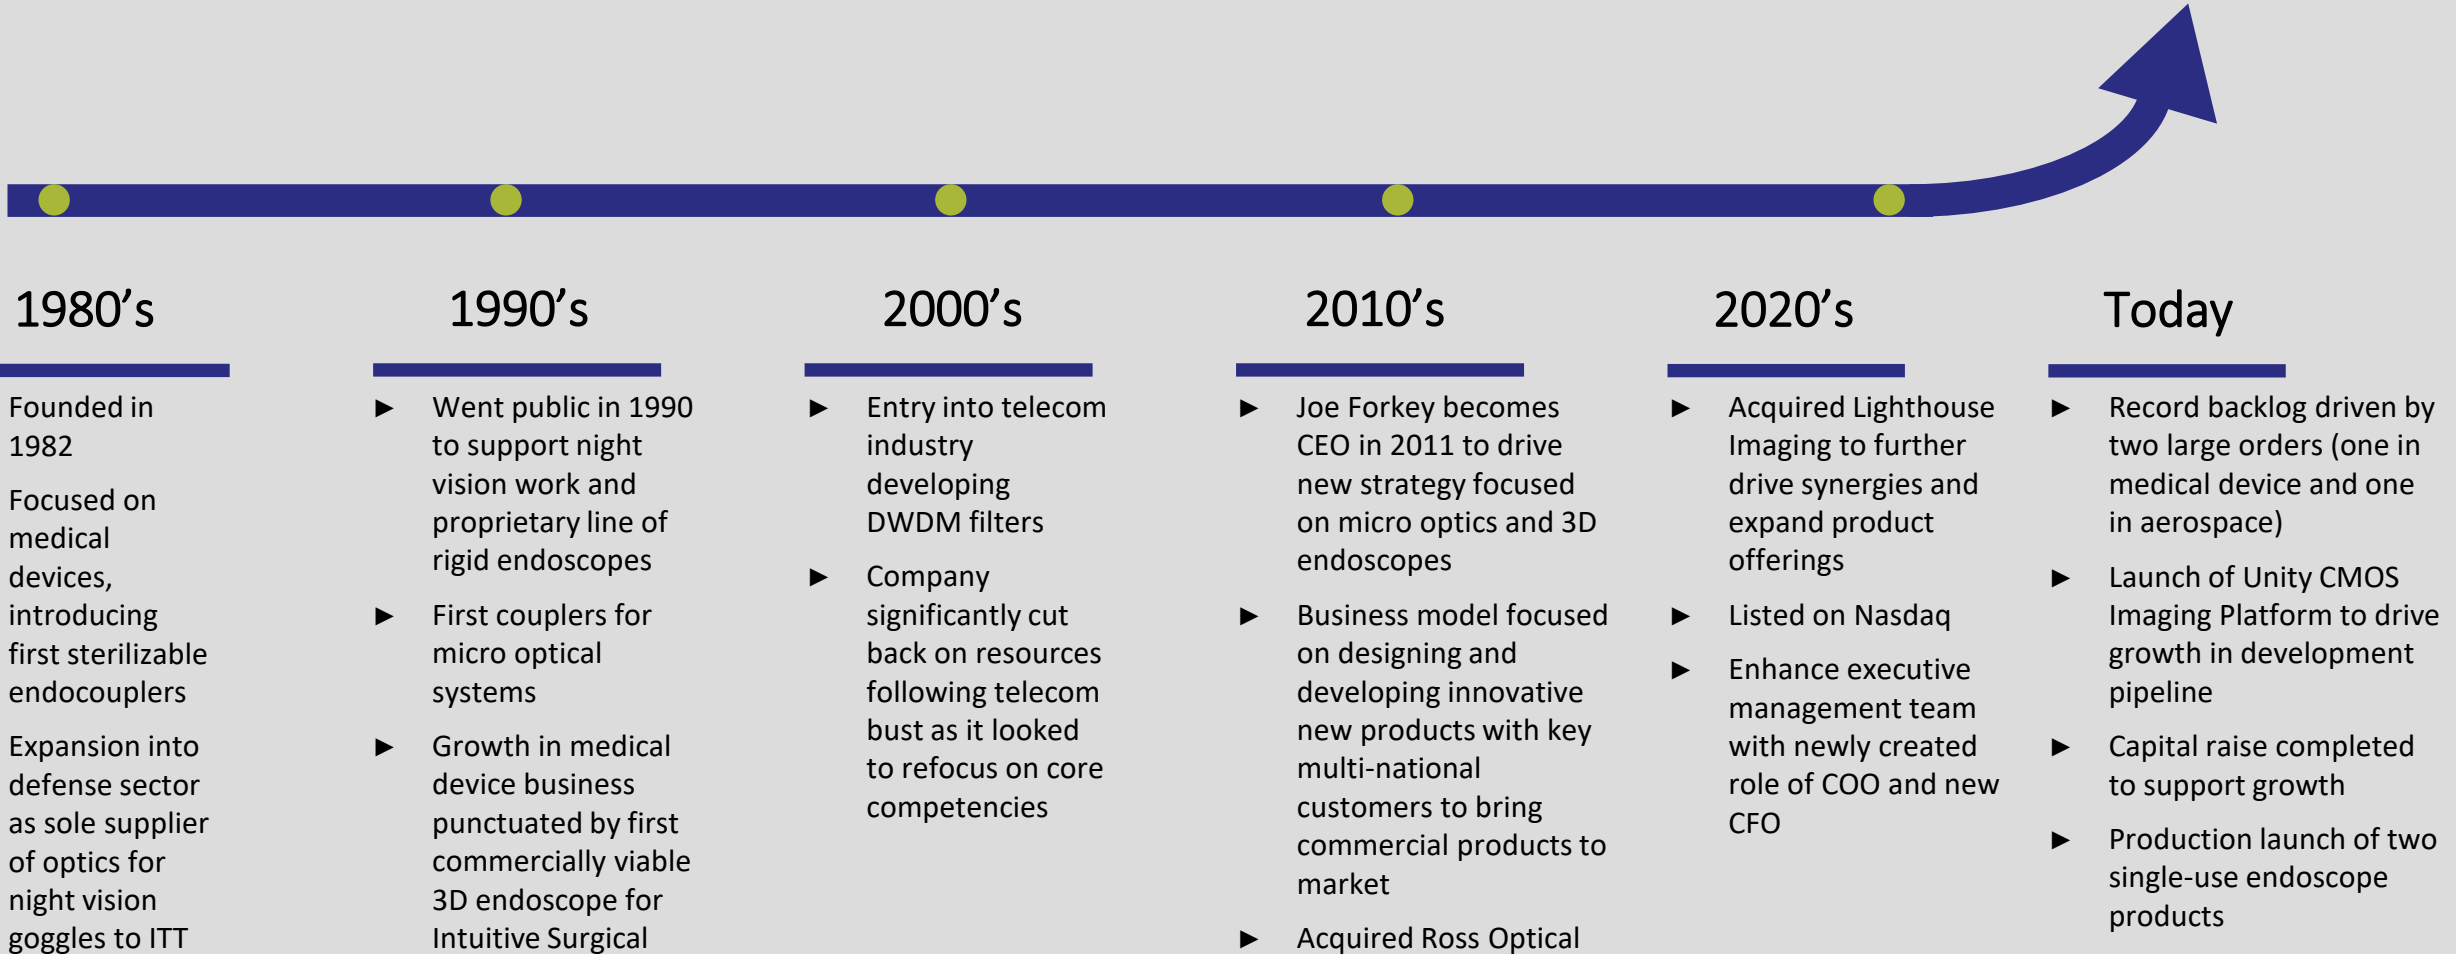 1980's
Founded in
1982
Focused on
medical
devices,
introducing
first sterilizable
endocouplers
Expansion into
defense sector
as sole supplier
of optics for
night vision
goggles to ITT
1990's
► Went public in 1990
to support night
vision work and
proprietary line of
rigid endoscopes
► First couplers for
micro optical
systems
► Growth in medical
device business
punctuated by first
commercially viable
3D endoscope for
Intuitive Surgical
2000's
► Entry into telecom
industry
developing
DWDM filters
► Company
significantly cut
back on resources
following telecom
bust as it looked
to refocus on core
competencies
2010's
► Joe Forkey becomes
CEO in 2011 to drive
new strategy focused
on micro optics and 3D
endoscopes
► Business model focused
on designing and
developing innovative
new products with key
multi-national
customers to bring
commercial products to
market
► Acquired Ross Optical
2020's
► Acquired Lighthouse
Imaging to further
drive synergies and
expand product
offerings
► Listed on Nasdaq
► Enhance executive
management team
with newly created
role of COO and new
CFO
Today
► Record backlog driven by
two large orders (one in
medical device and one
in aerospace)
► Launch of Unity CMOS
Imaging Platform to drive
growth in development
pipeline
► Capital raise completed
to support growth
► Production launch of two
single-use endoscope
products